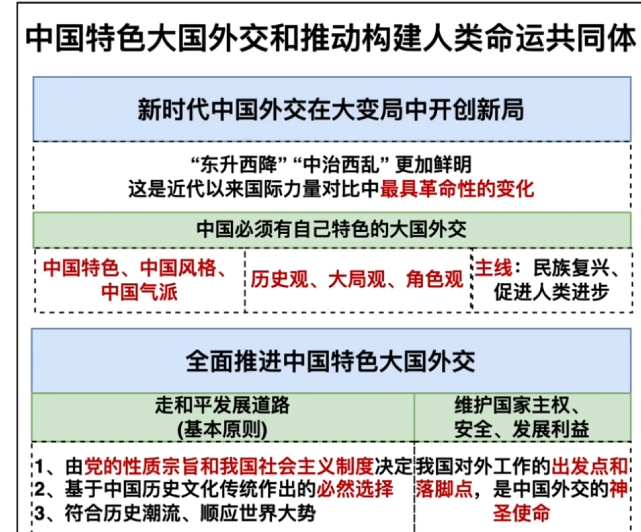 中国特色大国外交和推动构建人类命运共同体
新时代中国外交在大变局中开创新局
“东升西降” “中治西乱” 更加鲜明
这是近代以来国际力量对比中最具革命性的变化
中国必须有自己特色的大国外交
中国特色、中国风格、
中国气派
历史观、大局观、角色观
主线：民族复兴、
促进人类进步
全面推进中国特色大国外交
走和平发展道路
(基本原则)
维护国家主权、
安全、发展利益
1、由党的性质宗旨和我国社会主义制度决定
2、基于中国历史文化传统作出的必然选择
3、符合历史潮流、顺应世界大势
我国对外工作的出发点和
落脚点，是中国外交的神
圣使命